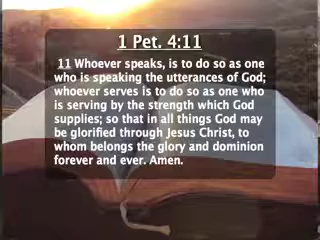 1 Pet. 4:11
11 Whoever speaks, is to do so as one
who is speaking the utterances of God;
whoever serves is to do so as one who
is serving by the strength which God
supplies; so that in all things God may
be glorified through Jesus Christ, to
whom belongs the glory and dominion
forever and ever. Amen.